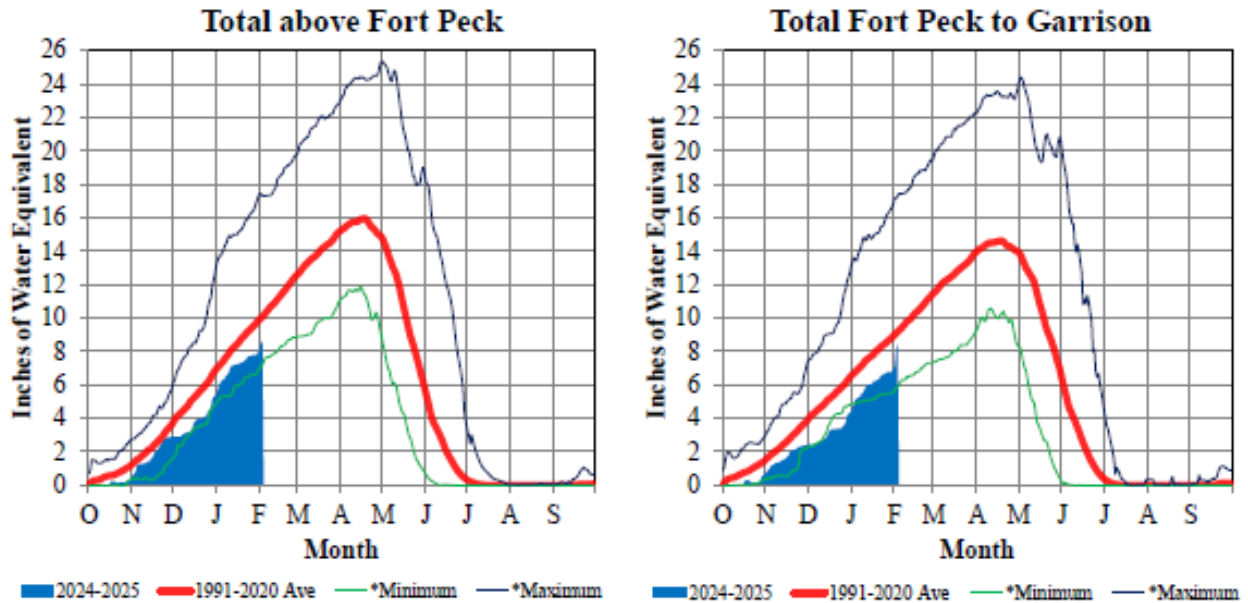 Total above Fort Peck
Inches of Water Equivalent
26
24
22
20
18
16
14
12
10
8
6
4
2
0
O N D J F M A M J J A S
Month
2024-2025 1991-2020 Ave *Minimum *Maximum
Total Fort Peck to Garrison
Inches of Water Equivalent
26
24
22
20
18
16
14
12
10
8
6
4
2
0
O N D J F M A M J J A S
Month
2024-2025 1991-2020 Ave *Minimum *Maximum